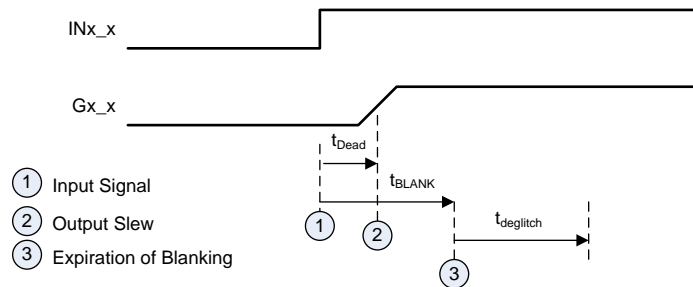 INx_x
Gx_x
tDead
tBLANK
tdeglitch
1 Input Signal
2 Output Slew
3 Expiration of Blanking
1
2
3